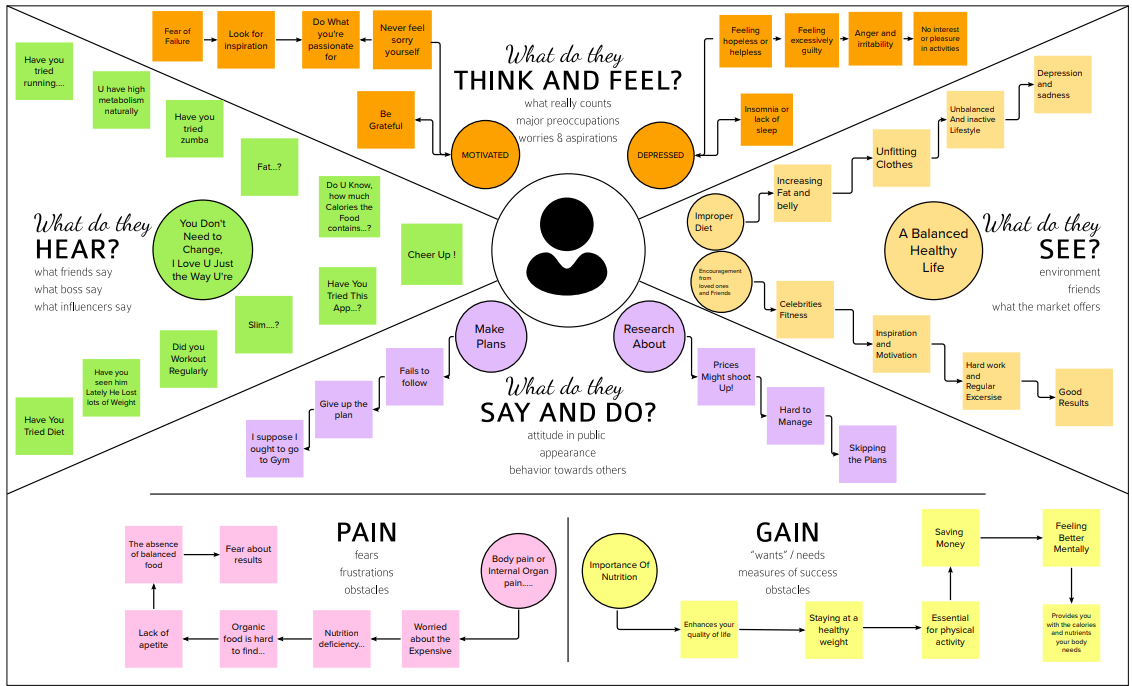 What do they
THINK AND FEEL?
what really counts
major preoccupations
worries & aspirations
Fear of
Failure
Look for
inspiration
Do What
you're
passionate
for
Never feel
sorry
yourself
Be
Grateful
MOTIVATED
Feeling
hopeless or
helpless
Feeling
excessively
guilty
Anger and
irritability
No interest
or pleasure
in activities
Insomnia or
lack of
sleep
DEPRESSED
What do they
HEAR?
what friends say
what boss say
what influencers say
Have you
tried
running....
U have high
metabolism
naturally
Have you
tried
zumba
Fat...?
Do U Know,
how much
Calories the
Food
contains...?
Cheer Up !
You Don't
Need to
Change,
I Love U Just
the Way U're
Have You
Tried This
App...?
Slim....?
Did you
Workout
Regularly
Have you
seen him
Lately He Lost
lots of Weight
Have You
Tried Diet
What do they
SEE?
environment
friends
what the market offers
A Balanced
Healthy
Life
Improper
Diet
Increasing
Fat and
belly
Unfitting
Clothes
Unbalanced
And inactive
Lifestyle
Depression
and
sadness
Encouragement
from
loved ones
and Friends
Celebrities
Fitness
Inspiration
and
Motivation
Hard work
and
Regular
Excersise
Good
Results
What do they
SAY AND DO?
attitude in public
appearance
behavior towards others
Make
Plans
Fails to
follow
Give up the
plan
I suppose I
ought to go
to Gym
Research
About
Prices
Might shoot
Up!
Hard to
Manage
Skipping
the Plans
PAIN
fears
frustrations
obstacles
Body pain or
Internal Organ
pain.....
Worried
about the
Expensive
Nutrition
deficiency...
Organic
food is hard
to find...
Lack of
apetite
The absence
of balanced
food
Fear about
results
GAIN
"wants" / needs
measures of success
obstacles
Importance Of
Nutrition
Enhances your
quality of life
Staying at a
healthy
weight
Essential
for physical
activity
Saving
Money
Feeling
Better
Mentally
Provides you
with the calories
and nutrients
your body
needs